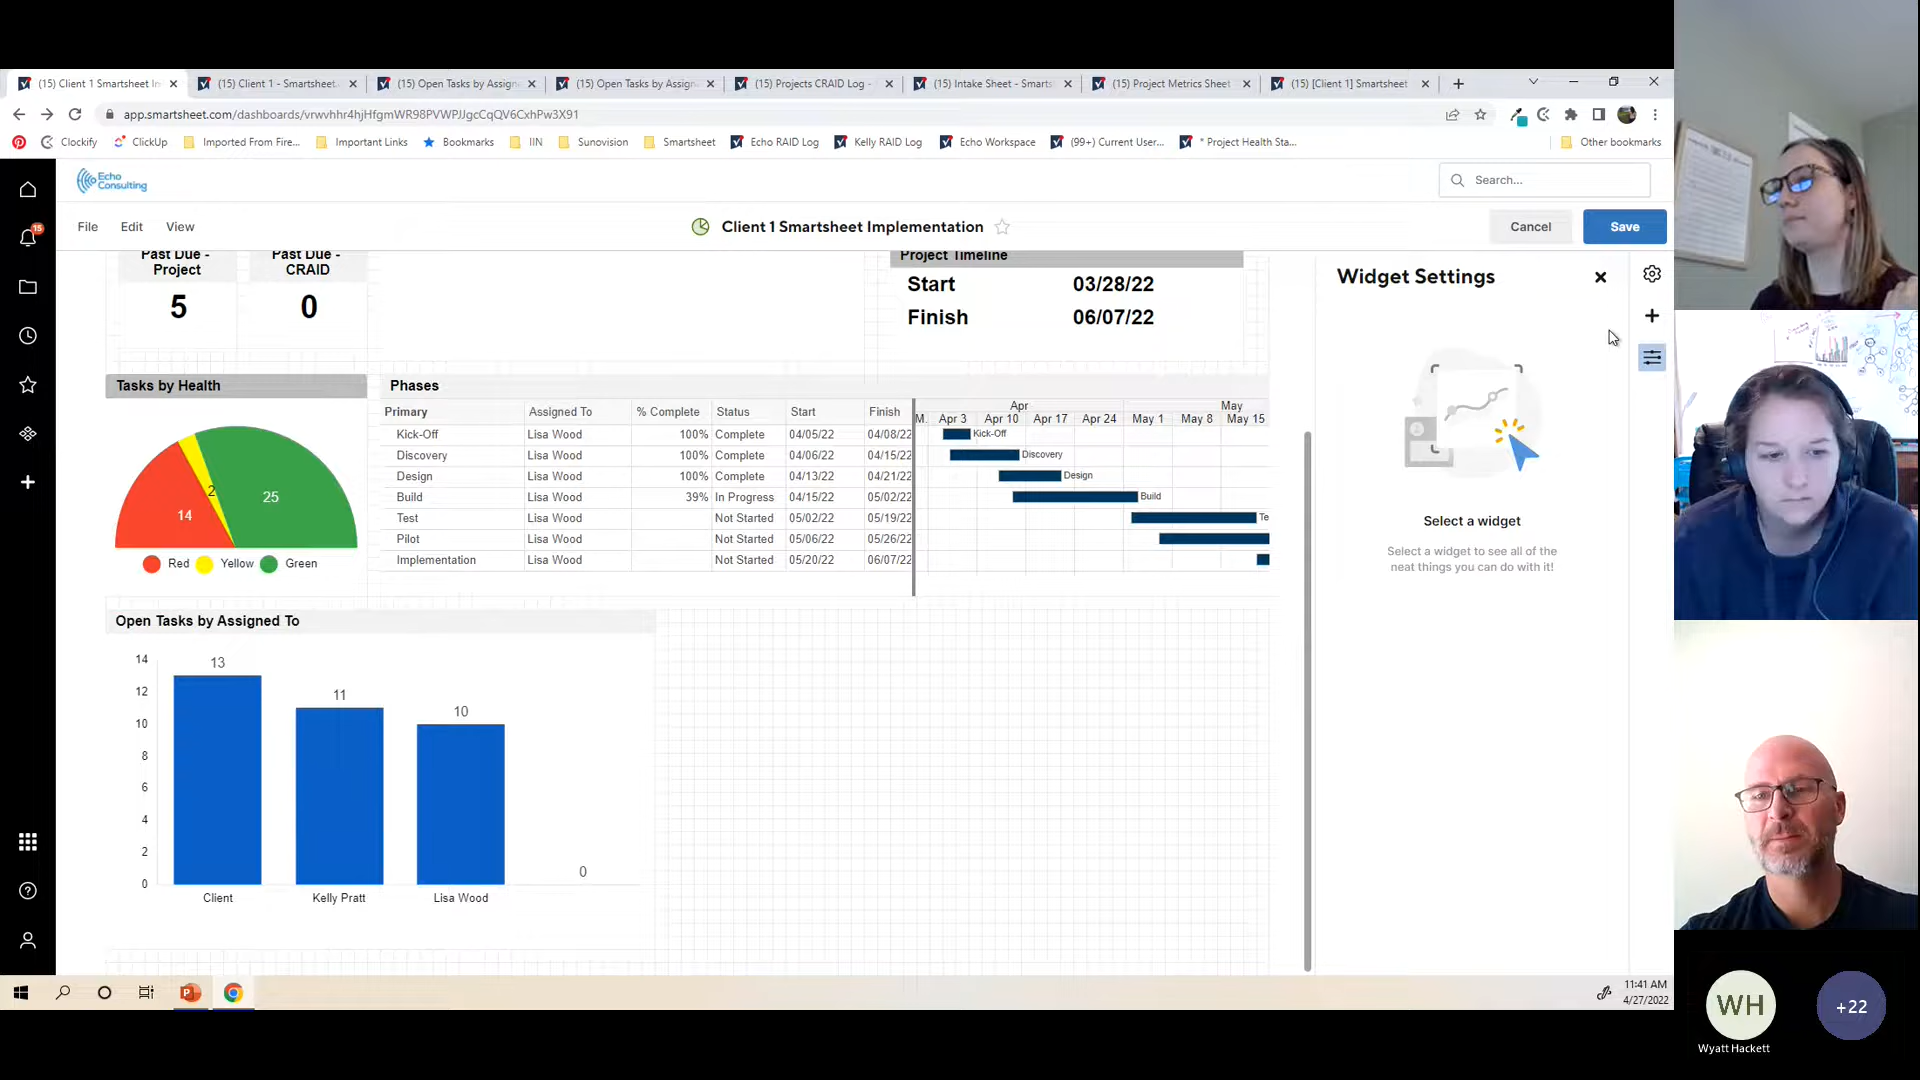 (15) Client 1 Smartsheet Im
(15) Client 1 - Smartsheet.
(15) Open Tasks by Assign
(15) Open Tasks by Assign
(15) Projects CRAID Log -
(15) Intake Sheet - Smarts
(15) Project Metrics Sheet
(15) [Client 1] Smartsheet
app.smartsheet.com/dashboards/vrwvhhr4hjHfgmWR98PVWPJJgcCqQV6CxhPw3X91
Clockify
ClickUp
Imported From Fire...
Important Links
Bookmarks
IIN
Sunovision
Smartsheet
Echo RAID Log
Kelly RAID Log
Echo Workspace
(99+) Current User...
* Project Health Sta...
Other bookmarks
Echo
Consulting
Search...
15
File Edit View
Client 1 Smartsheet Implementation
Cancel
Save
Past Due -
Project
5
Past Due -
CRAID
0
Project Timeline
Start 03/28/22
Finish 06/07/22
Widget Settings
Select a widget
Select a widget to see all of the
neat things you can do with it!
Tasks by Health
14
2
25
Red Yellow Green
Phases
Primary Assigned To % Complete Status Start Finish
Kick-Off Lisa Wood 100% Complete 04/05/22 04/08/22
Discovery Lisa Wood 100% Complete 04/06/22 04/15/22
Design Lisa Wood 100% Complete 04/13/22 04/21/22
Build Lisa Wood 39% In Progress 04/15/22 05/02/22
Test Lisa Wood Not Started 05/02/22 05/19/22
Pilot Lisa Wood Not Started 05/06/22 05/26/22
Implementation Lisa Wood Not Started 05/20/22 06/07/22
Apr May
M. Apr 3 Apr 10 Apr 17 Apr 24 May 1 May 8 May 15
Kick-Off
Discovery
Design
Build
Te
Open Tasks by Assigned To
14
12
10
8
6
4
2
0
13
11
10
0
Client
Kelly Pratt
Lisa Wood
11:41 AM
4/27/2022
WH
Wyatt Hackett
+22